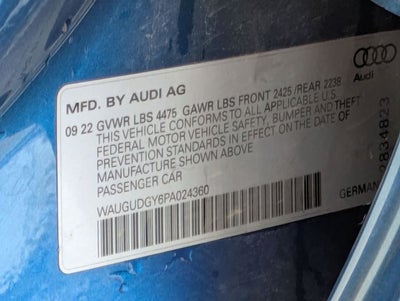 MFD. BY AUDI AG
Audi
09 22 GVWR LBS 4475 GAWR LBS FRONT 2425 /REAR 2238
THIS VEHICLE CONFORMS TO ALL APPLICABLE U.S.
FEDERAL MOTOR VEHICLE SAFETY, BUMPER AND THEFT
PREVENTION STANDARDS IN EFFECT ON THE DATE OF
MANUFACTURE SHOWN ABOVE
PASSENGER CAR
WAUGUDGY6PA024360
GERMAN
2834823